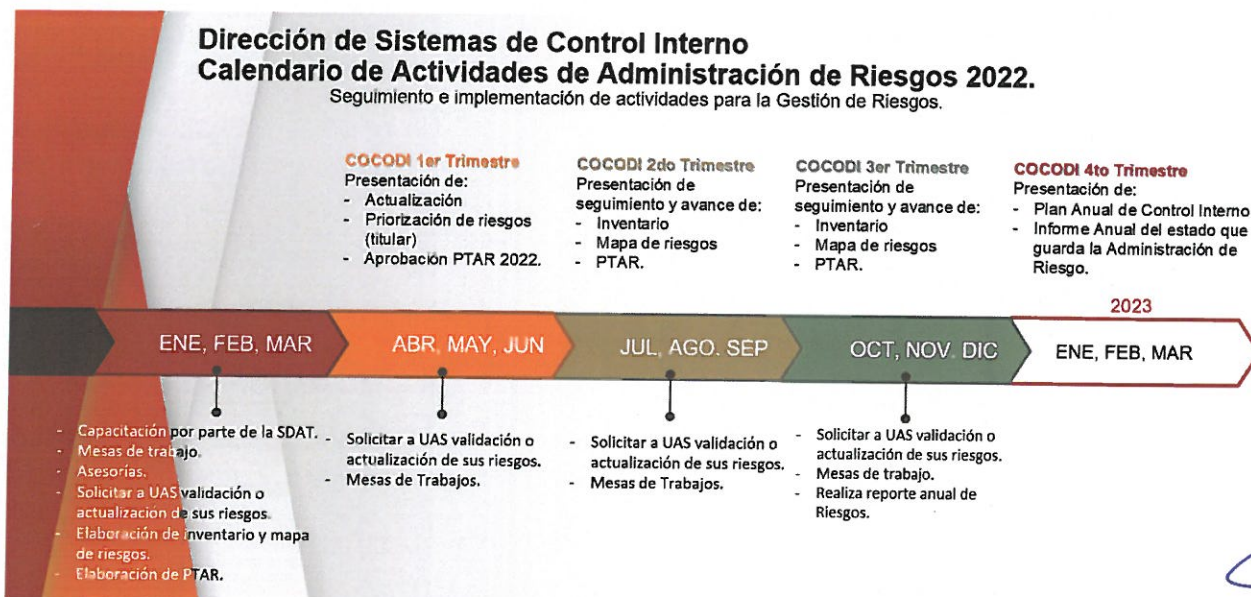 Dirección de Sistemas de Control Interno
Calendario de Actividades de Administración de Riesgos 2022.
Seguimiento e implementación de actividades para la Gestión de Riesgos.
COCODI 1er Trimestre
Presentación de:
- Actualización
- Priorización de riesgos
(titular)
- Aprobación PTAR 2022.
COCODI 2do Trimestre
Presentación de
seguimiento y avance de:
- Inventario
- Mapa de riesgos
- PTAR.
COCODI 3er Trimestre
Presentación de
seguimiento y avance de:
- Inventario
- Mapa de riesgos
- PTAR.
COCODI 4to Trimestre
Presentación de:
- Plan Anual de Control Interno
- Informe Anual del estado que
guarda la Administración de
Riesgo.
2023
ENE, FEB, MAR
ABR, MAY, JUN
JUL, AGO. SEP
OCT, NOV. DIC
ENE, FEB, MAR
- Capacitación por parte de la SDAT.
- Mesas de trabajo.
- Asesorías.
- Solicitar a UAS validación o
actualización de sus riesgos.
- Elaboración de inventario y mapa
de riesgos.
- Elaboración de PTAR.
- Solicitar a UAS validación o
actualización de sus riesgos.
- Mesas de Trabajos.
- Solicitar a UAS validación o
actualización de sus riesgos.
- Mesas de Trabajos.
- Solicitar a UAS validación o
actualización de sus riesgos.
- Mesas de trabajo.
- Realiza reporte anual de
Riesgos.